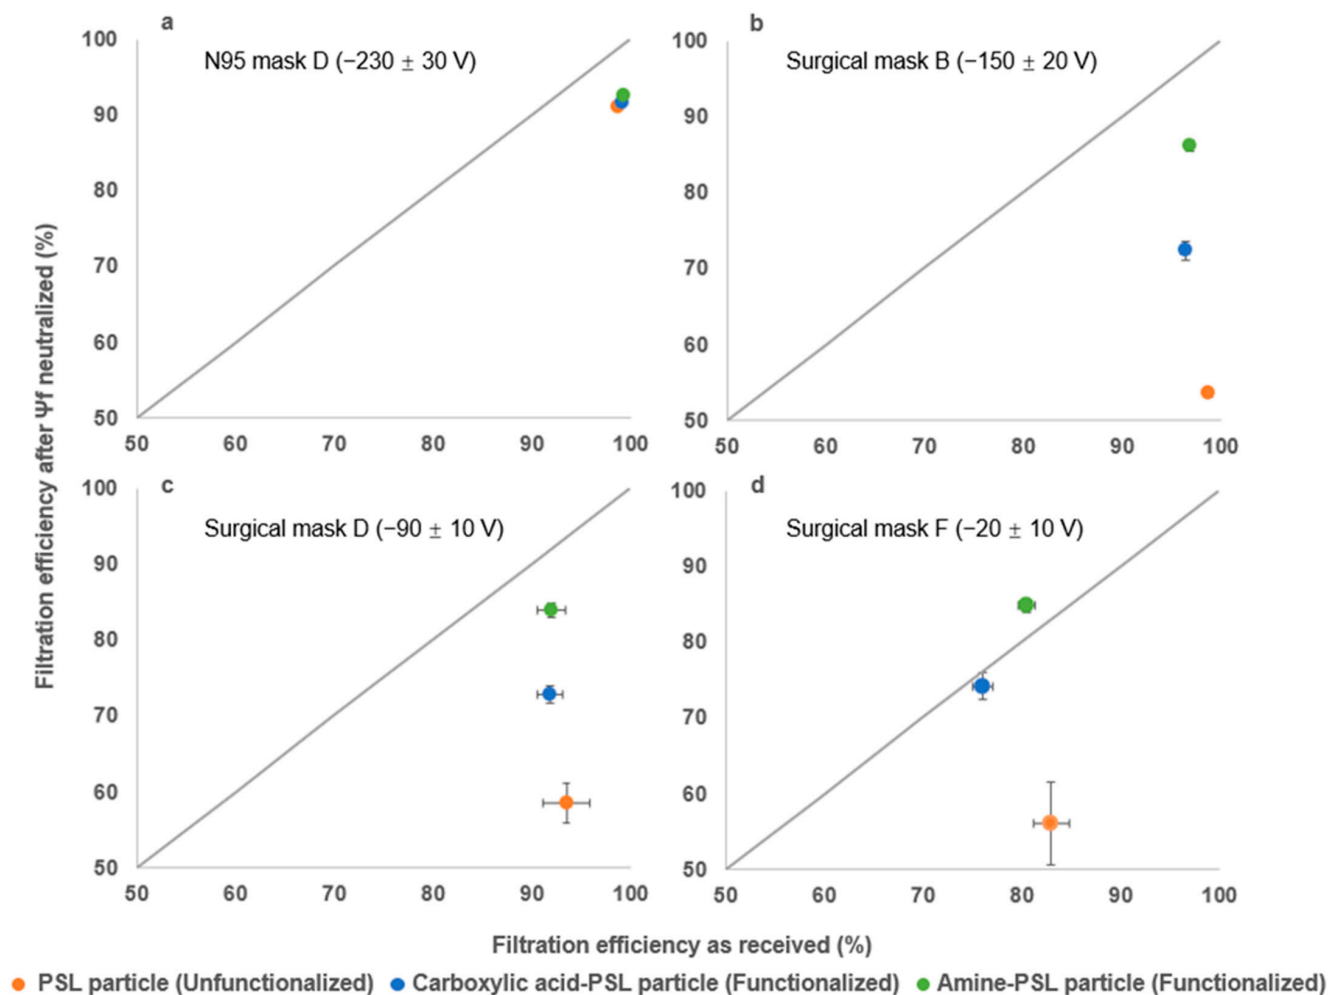 a
N95 mask D (−230 ± 30 V)
100
90
80
70
60
50
50 60 70 80 90 100
b
Surgical mask B (−150 ± 20 V)
100
90
80
70
60
50
50 60 70 80 90 100
Filtration efficiency after Ψf neutralized (%)
c
Surgical mask D (−90 ± 10 V)
100
90
80
70
60
50
50 60 70 80 90 100
d
Surgical mask F (−20 ± 10 V)
100
90
80
70
60
50
50 60 70 80 90 100
Filtration efficiency as received (%)
PSL particle (Unfunctionalized) Carboxylic acid-PSL particle (Functionalized) Amine-PSL particle (Functionalized)